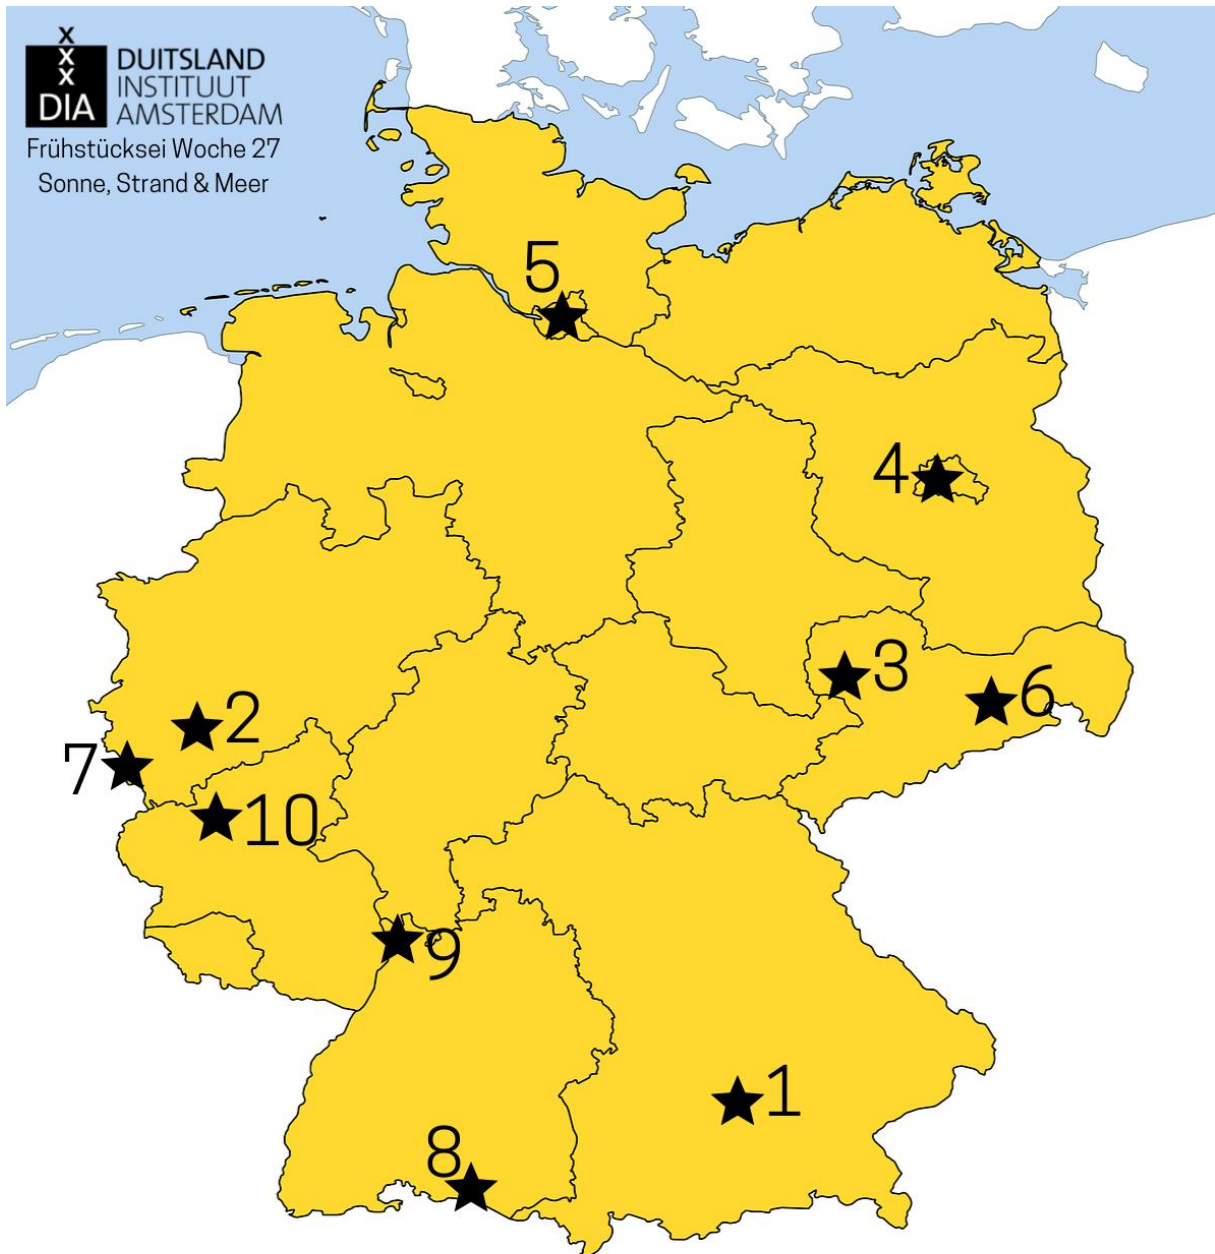 X
X
X
DIA
DUITSLAND
INSTITUUT
AMSTERDAM
Frühstücksei Woche 27
Sonne, Strand & Meer
5
4
3
6
2
7
10
9
1
8